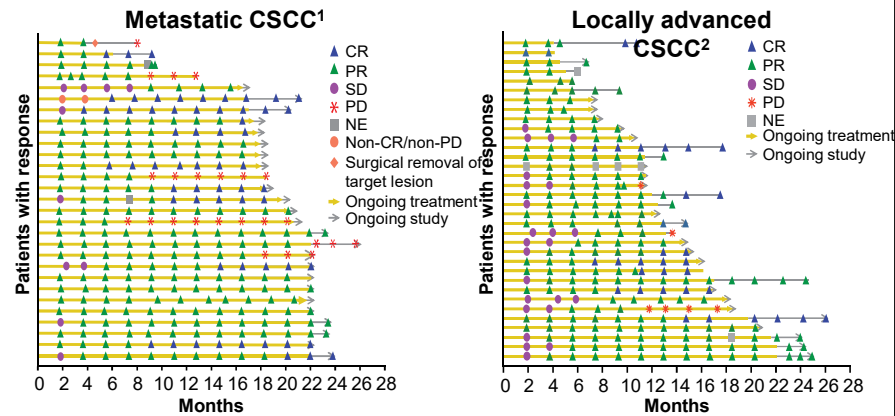 Metastatic CSCC¹
CR
PR
SD
PD
NE
Non-CR/non-PD
Surgical removal of
target lesion
Ongoing treatment
Ongoing study
Patients with response
0 2 4 6 8 10 12 14 16 18 20 22 24 26 28
Months
Locally advanced
CSCC²
CR
PR
SD
PD
NE
Ongoing treatment
Ongoing study
Patients with response
0 2 4 6 8 10 12 14 16 18 20 22 24 26 28
Months